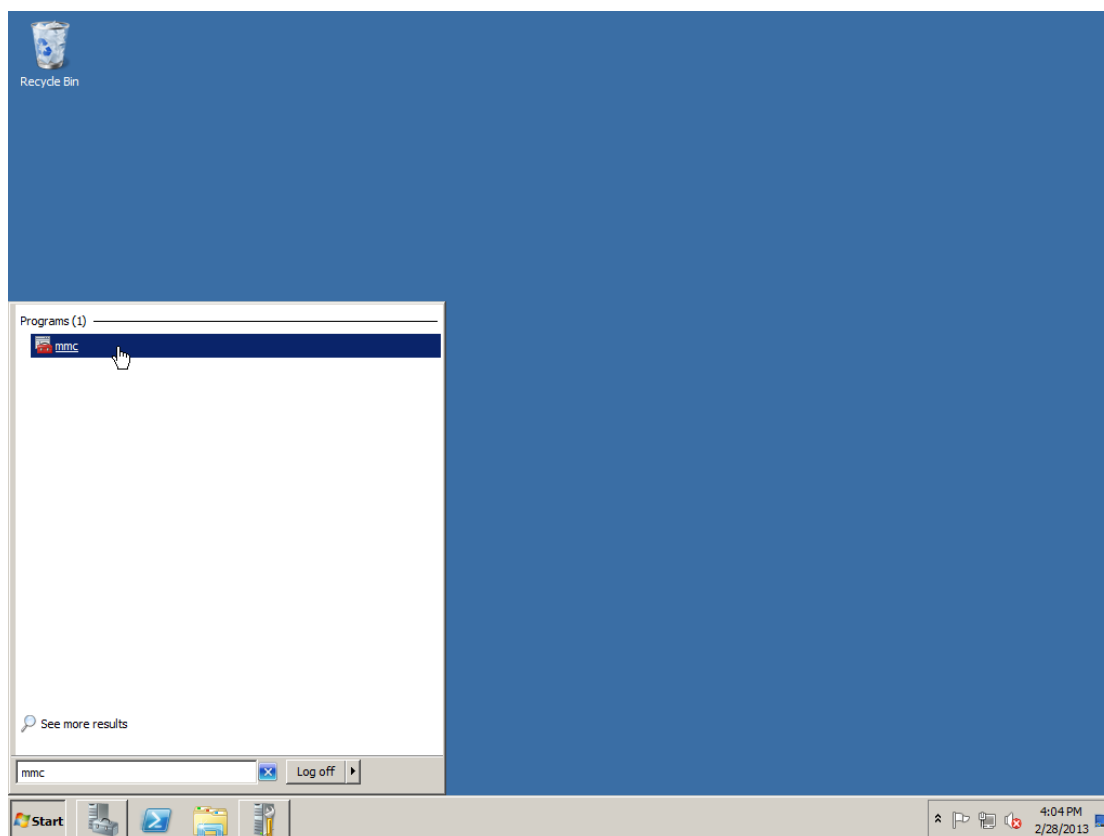 Recycle Bin
Programs (1)
mmc
See more results
mmc
Log off
Start
4:04 PM
2/28/2013